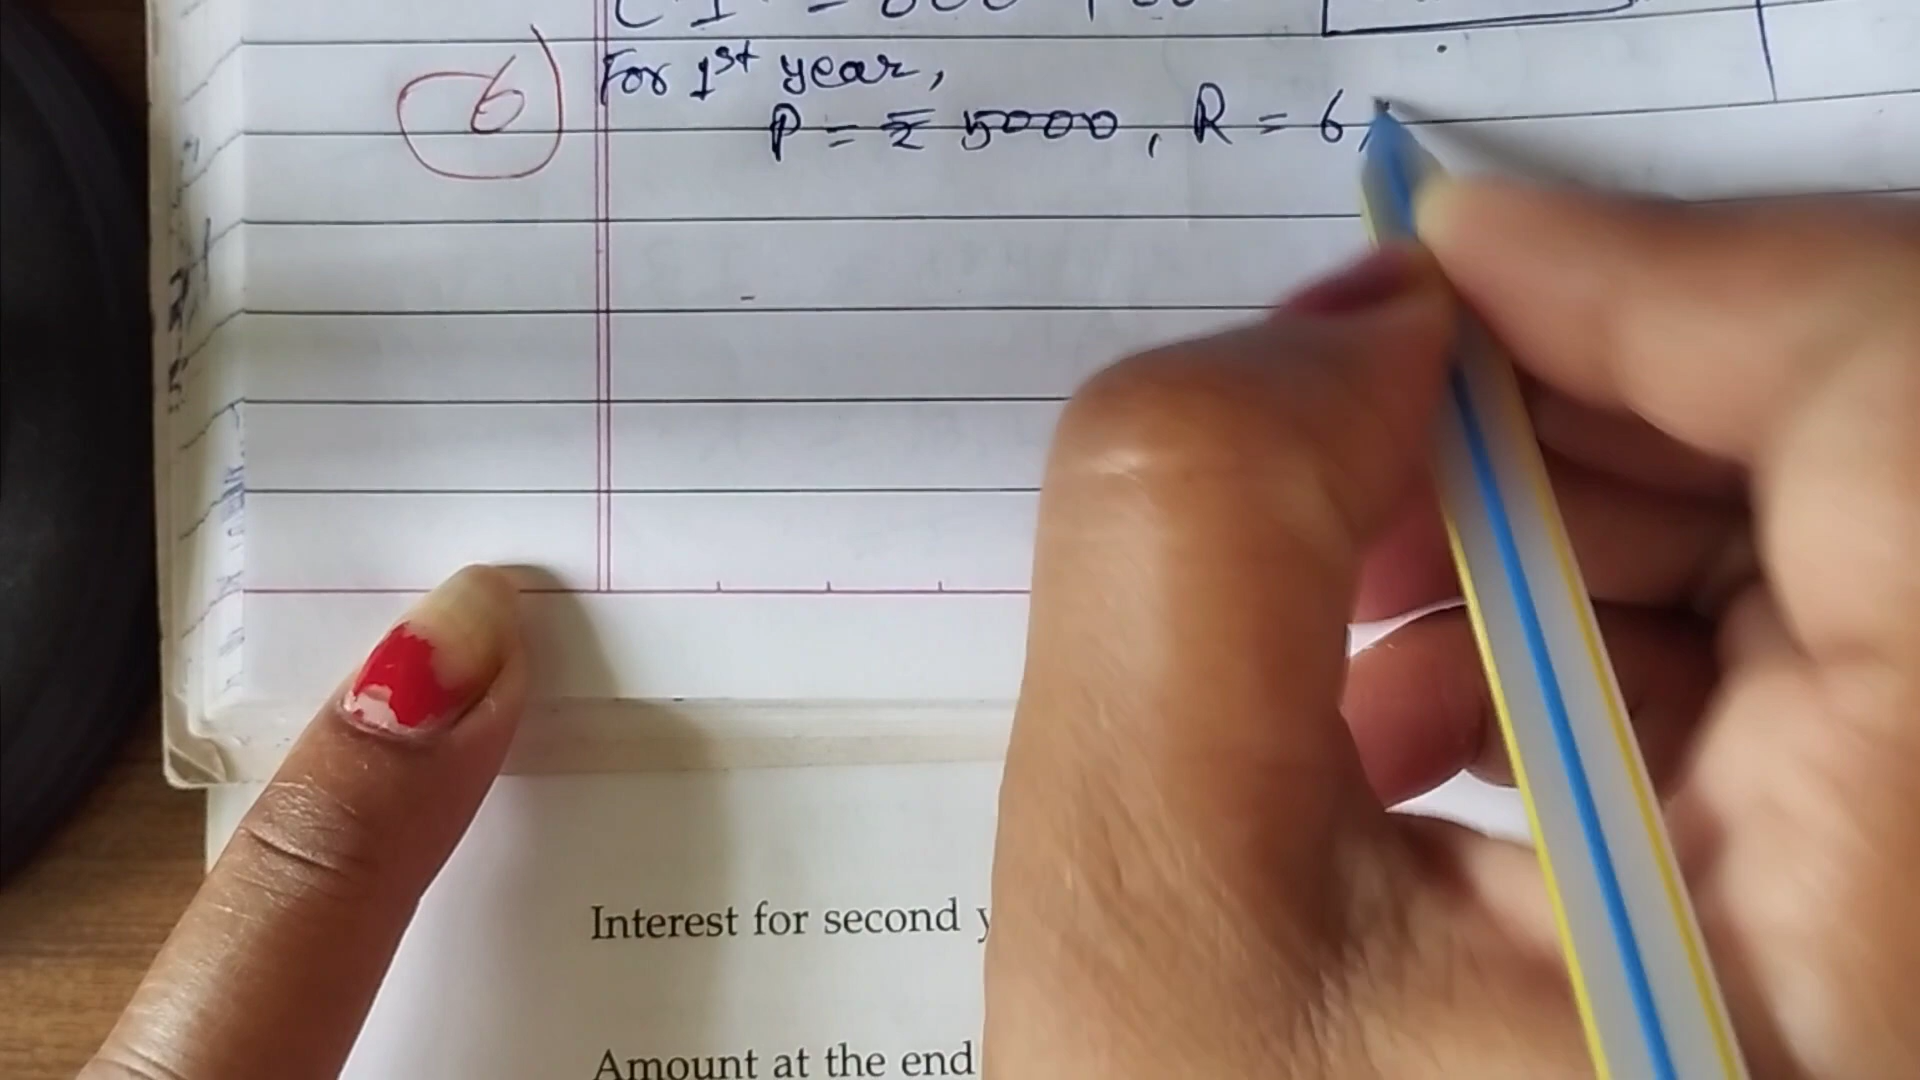 C I = 
6) For 1st year,
P = ₹ 5000, R = 6
Interest for second
Amount at the end